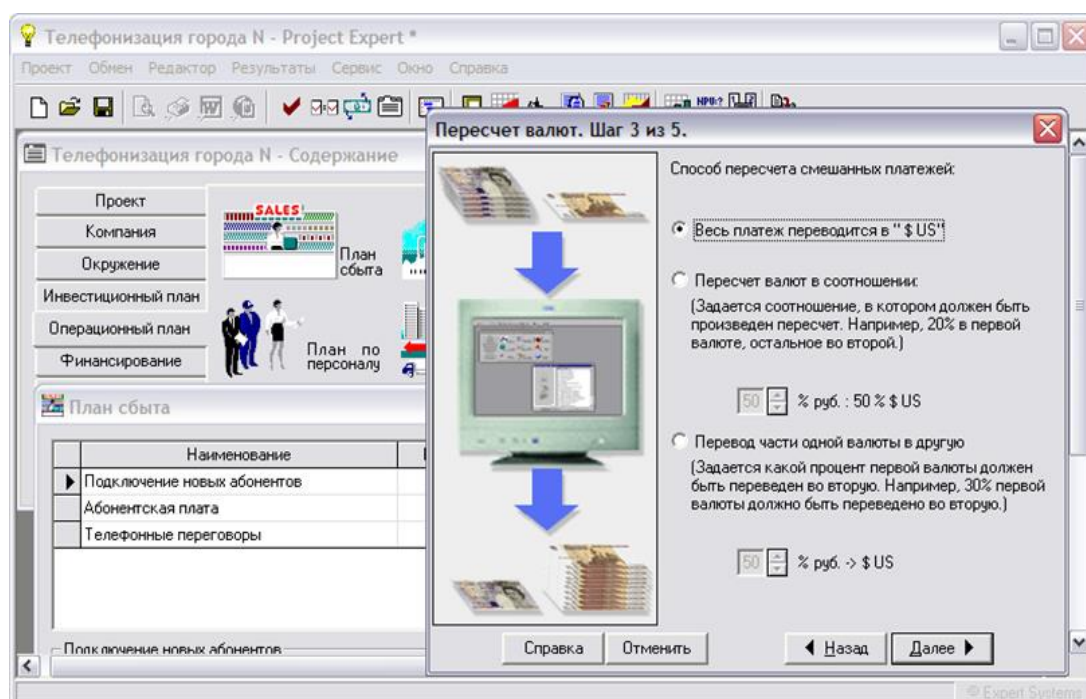 Телефонизация города N - Project Expert *
Проект Обмен Редактор Результаты Сервис Окно Справка
NPV:?
Телефонизация города N - Содержание
Проект
Компания
Окружение
Инвестиционный план
Операционный план
Финансирование
SALES
План
сбыта
План по
персоналу
План сбыта
Наименование
Подключение новых абонентов
Абонентская плата
Телефонные переговоры
Подключение новых абонентов
Пересчет валют. Шаг 3 из 5.
Способ пересчета смешанных платежей:
Весь платеж переводится в " $ US"
Пересчет валют в соотношении:
(Задается соотношение, в котором должен быть
произведен пересчет. Например, 20% в первой
валюте, остальное во второй.)
50 % руб. : 50 % $ US
Перевод части одной валюты в другую
(Задается какой процент первой валюты должен
быть переведен во вторую. Например, 30% первой
валюты должно быть переведено во вторую.)
50 % руб. -> $ US
Справка Отменить Назад Далее
© Expert Systems